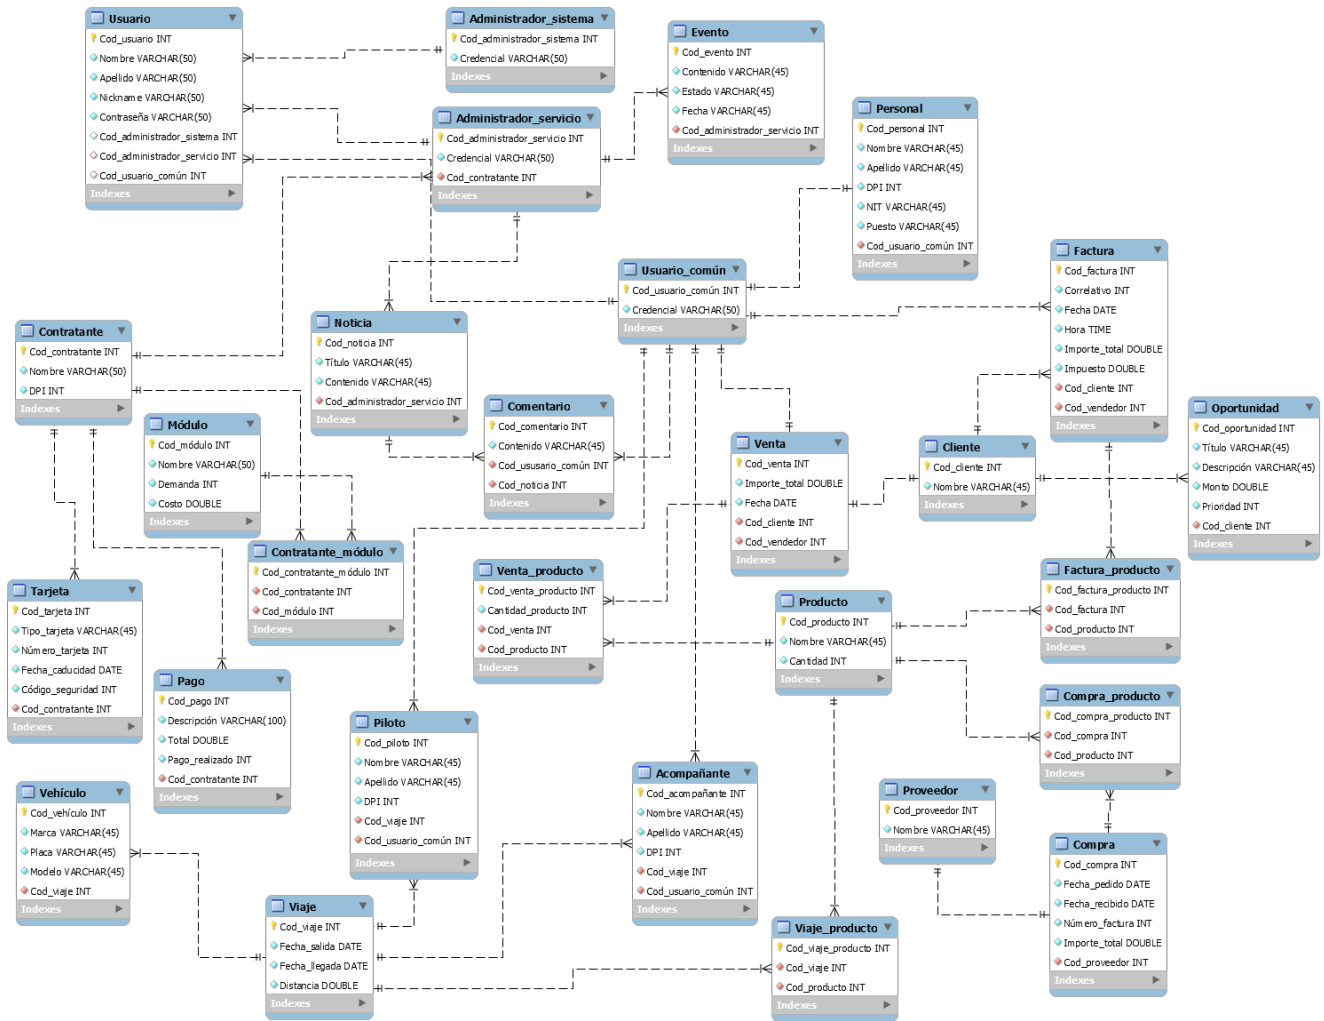 Usuario
Cod_usuario INT
Nombre VARCHAR(50)
Apellido VARCHAR(50)
Nickname VARCHAR(50)
Contraseña VARCHAR(50)
Cod_administrador_sistema INT
Cod_administrador_servicio INT
Cod_usuario_común INT
Indexes
Administrador_sistema
Cod_administrador_sistema INT
Credencial VARCHAR(50)
Indexes
Evento
Cod_evento INT
Contenido VARCHAR(45)
Estado VARCHAR(45)
Fecha VARCHAR(45)
Cod_administrador_servicio INT
Indexes
Administrador_servicio
Cod_administrador_servicio INT
Credencial VARCHAR(50)
Cod_contratante INT
Indexes
Personal
Cod_personal INT
Nombre VARCHAR(45)
Apellido VARCHAR(45)
DPI INT
NIT VARCHAR(45)
Puesto VARCHAR(45)
Cod_usuario_común INT
Indexes
Usuario_común
Cod_usuario_común INT
Credencial VARCHAR(50)
Indexes
Factura
Cod_factura INT
Correlativo INT
Fecha DATE
Hora TIME
Importe_total DOUBLE
Impuesto DOUBLE
Cod_cliente INT
Cod_vendedor INT
Indexes
Contratante
Cod_contratante INT
Nombre VARCHAR(50)
DPI INT
Indexes
Noticia
Cod_noticia INT
Título VARCHAR(45)
Contenido VARCHAR(45)
Cod_administrador_servicio INT
Indexes
Módulo
Cod_módulo INT
Nombre VARCHAR(50)
Demanda INT
Costo DOUBLE
Indexes
Comentario
Cod_comentario INT
Contenido VARCHAR(45)
Cod_ususario_común INT
Cod_noticia INT
Indexes
Venta
Cod_venta INT
Importe_total DOUBLE
Fecha DATE
Cod_cliente INT
Cod_vendedor INT
Indexes
Cliente
Cod_cliente INT
Nombre VARCHAR(45)
Indexes
Oportunidad
Cod_oportunidad INT
Título VARCHAR(45)
Descripción VARCHAR(45)
Monto DOUBLE
Prioridad INT
Cod_cliente INT
Indexes
Contratante_módulo
Cod_contratante_módulo INT
Cod_contratante INT
Cod_módulo INT
Indexes
Tarjeta
Cod_tarjeta INT
Tipo_tarjeta VARCHAR(45)
Número_tarjeta INT
Fecha_caducidad DATE
Código_seguridad INT
Cod_contratante INT
Indexes
Venta_producto
Cod_venta_producto INT
Cantidad_producto INT
Cod_venta INT
Cod_producto INT
Indexes
Producto
Cod_producto INT
Nombre VARCHAR(45)
Cantidad INT
Indexes
Factura_producto
Cod_factura_producto INT
Cod_factura INT
Cod_producto INT
Indexes
Pago
Cod_pago INT
Descripción VARCHAR(100)
Total DOUBLE
Pago_realizado INT
Cod_contratante INT
Indexes
Compra_producto
Cod_compra_producto INT
Cod_compra INT
Cod_producto INT
Indexes
Piloto
Cod_piloto INT
Nombre VARCHAR(45)
Apellido VARCHAR(45)
DPI INT
Cod_viaje INT
Cod_usuario_común INT
Indexes
Acompañante
Cod_acompañante INT
Nombre VARCHAR(45)
Apellido VARCHAR(45)
DPI INT
Cod_viaje INT
Cod_usuario_común INT
Indexes
Vehículo
Cod_vehículo INT
Marca VARCHAR(45)
Placa VARCHAR(45)
Modelo VARCHAR(45)
Cod_viaje INT
Indexes
Proveedor
Cod_proveedor INT
Nombre VARCHAR(45)
Indexes
Compra
Cod_compra INT
Fecha_pedido DATE
Fecha_recibido DATE
Número_factura INT
Importe_total DOUBLE
Cod_proveedor INT
Indexes
Viaje
Cod_viaje INT
Fecha_salida DATE
Fecha_llegada DATE
Distancia DOUBLE
Indexes
Viaje_producto
Cod_viaje_producto INT
Cod_viaje INT
Cod_producto INT
Indexes